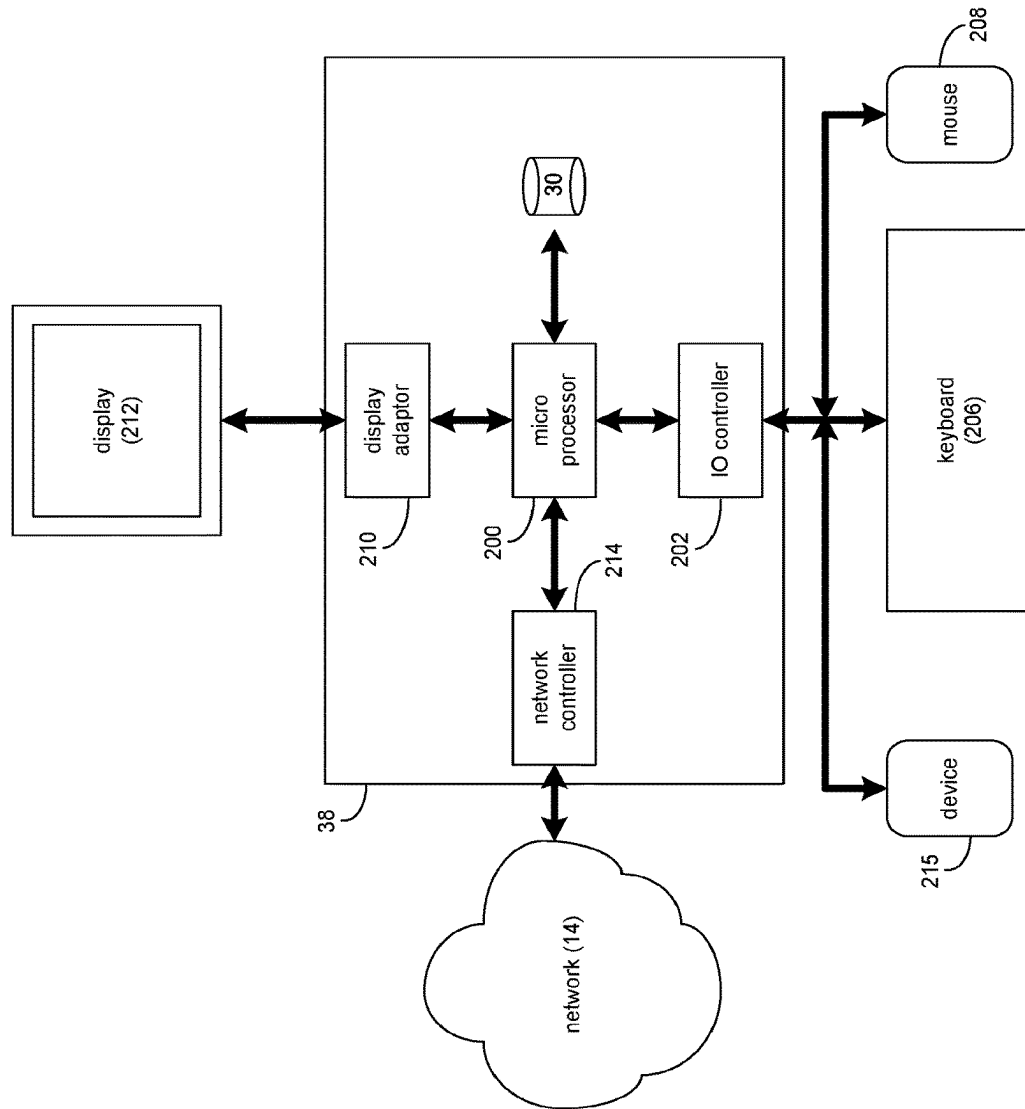 display
(212)
208
mouse
30
display
adaptor
210
micro
processor
200
IO controller
202
214
network
controller
38
keyboard
(206)
network (14)
device
215